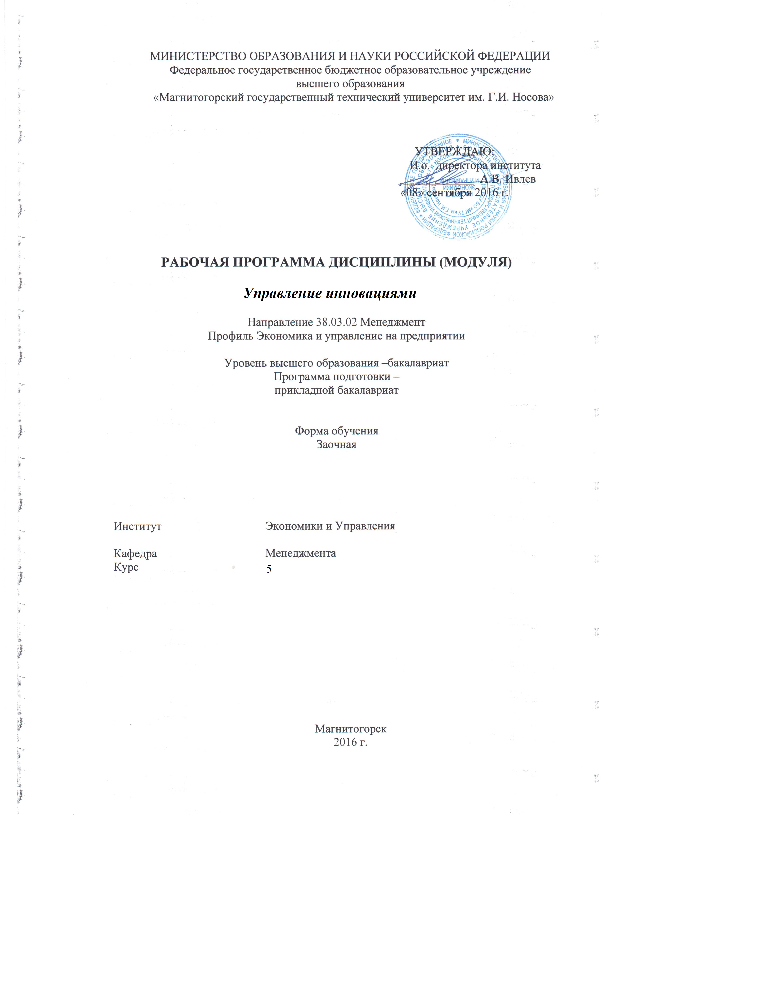 МИНИСТЕРСТВО ОБРАЗОВАНИЯ И НАУКИ РОССИЙСКОЙ ФЕДЕРАЦИИ
Федеральное государственное бюджетное образовательное учреждение
высшего образования
«Магнитогорский государственный технический университет им. Г.И. Носова»
УТВЕРЖДАЮ:
И.о. директора института
А.В. Ивлев
«08» сентября 2016 г.
РАБОЧАЯ ПРОГРАММА ДИСЦИПЛИНЫ (МОДУЛЯ)
Управление инновациями
Направление 38.03.02 Менеджмент
Профиль Экономика и управление на предприятии
Уровень высшего образования –бакалавриат
Программа подготовки –
прикладной бакалавриат
Форма обучения
Заочная
Институт Экономики и Управления
Кафедра Менеджмента
Курс 5
Магнитогорск
2016 г.